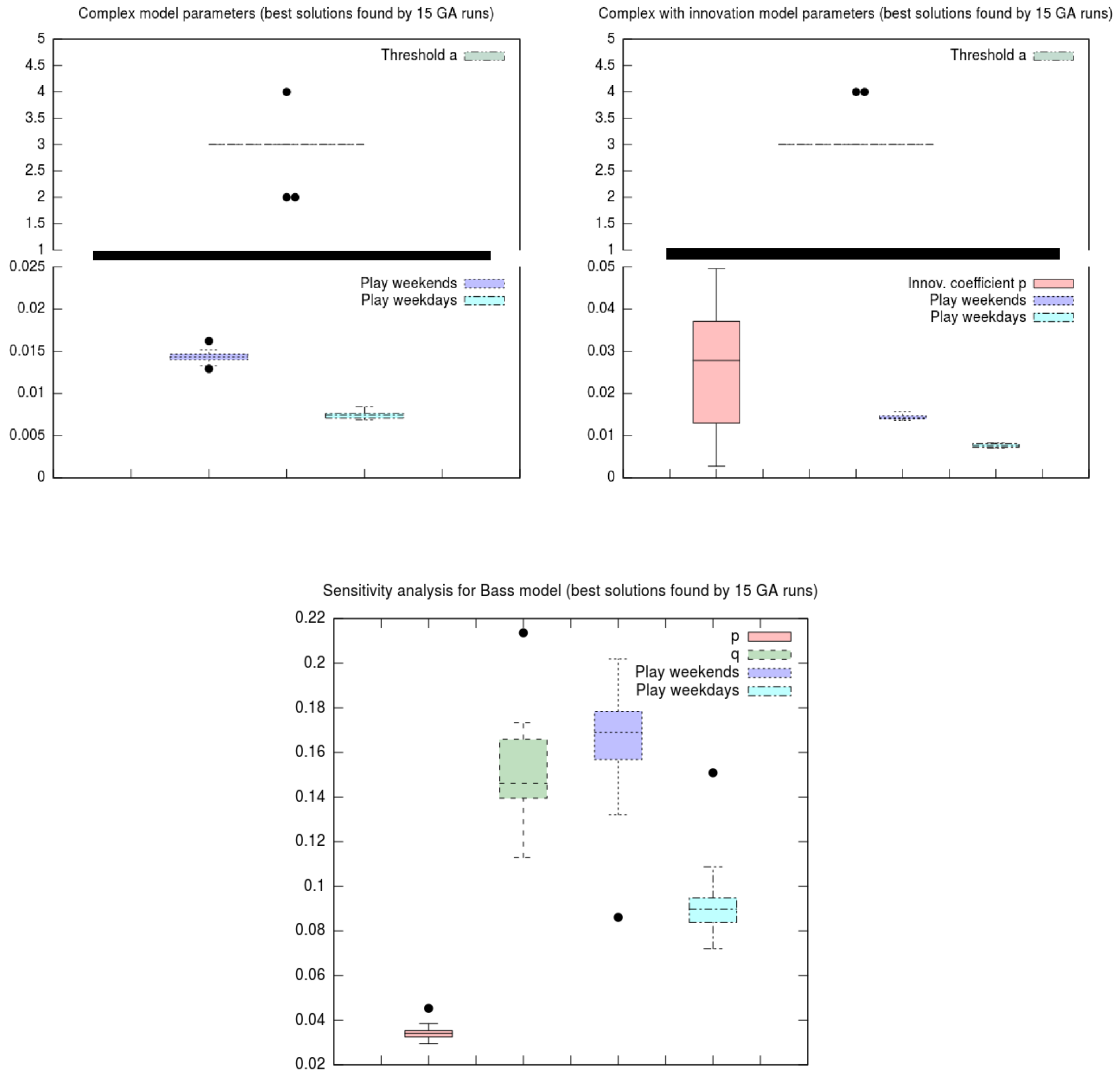 Complex model parameters (best solutions found by 15 GA runs)
5
4.5
4
3.5
3
2.5
2
1.5
1
Threshold a
0.025
0.02
0.015
0.01
0.005
0
Play weekends
Play weekdays
Complex with innovation model parameters (best solutions found by 15 GA runs)
5
4.5
4
3.5
3
2.5
2
1.5
1
Threshold a
0.05
0.04
0.03
0.02
0.01
0
Innov. coefficient p
Play weekends
Play weekdays
Sensitivity analysis for Bass model (best solutions found by 15 GA runs)
0.22
0.2
0.18
0.16
0.14
0.12
0.1
0.08
0.06
0.04
0.02
p
q
Play weekends
Play weekdays